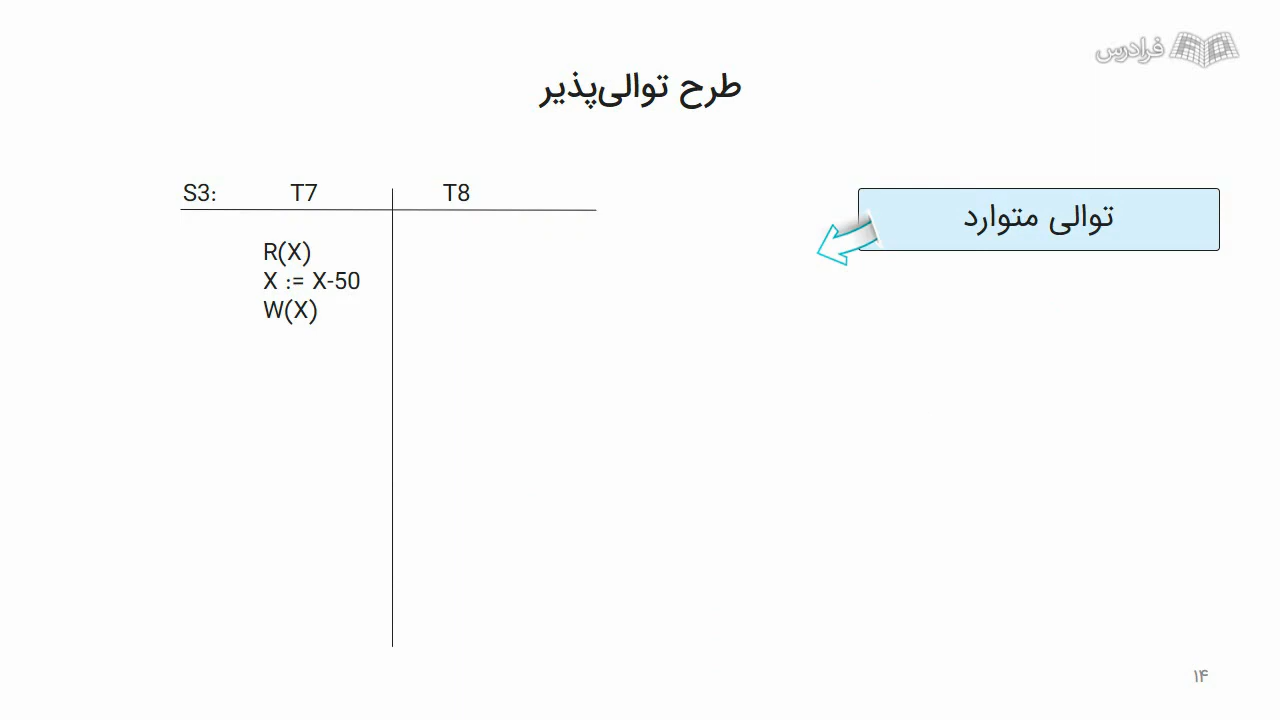 فرادرس
طرح توالی‌پذیر
S3: T7 T8
توالی متوارد
R(X)
X := X-50
W(X)
۱۴